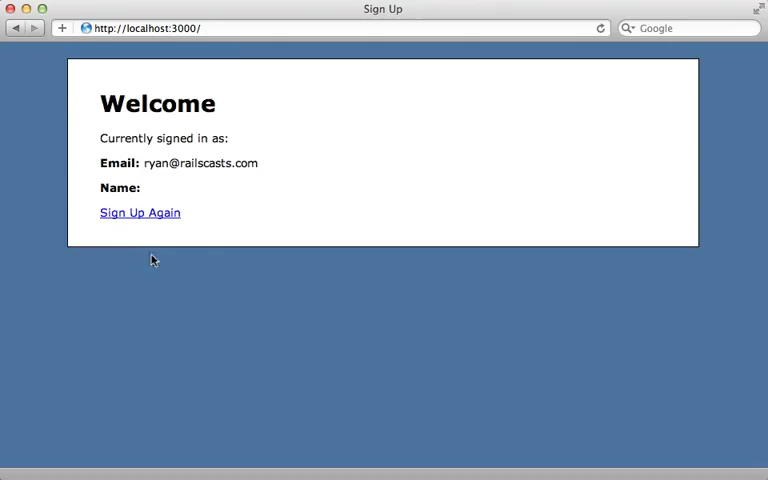 Sign Up
http://localhost:3000/
Google
Welcome
Currently signed in as:
Email: ryan@railscasts.com
Name:
Sign Up Again